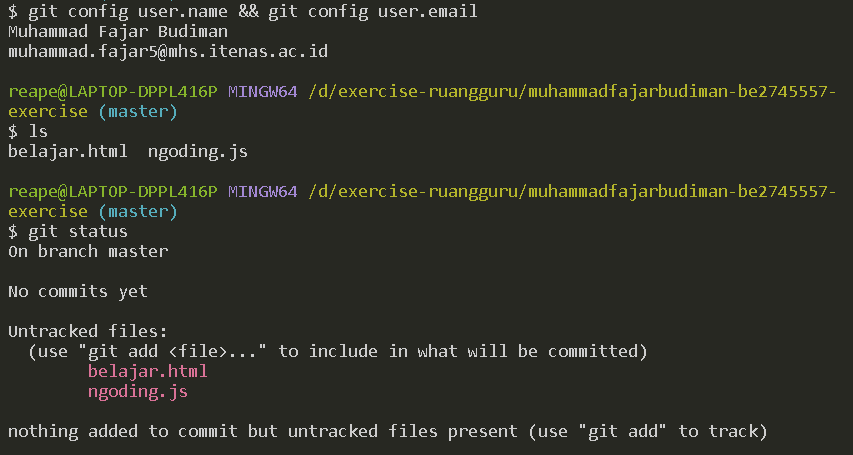 $ git config user.name && git config user.email
Muhammad Fajar Budiman
muhammad.fajar5@mhs.itenas.ac.id
reape@LAPTOP-DPPL416P MINGW64 /d/exercise-ruangguru/muhammadfajarbudiman-be2745557-
exercise (master)
$ ls
belajar.html  ngoding.js
reape@LAPTOP-DPPL416P MINGW64 /d/exercise-ruangguru/muhammadfajarbudiman-be2745557-
exercise (master)
$ git status
On branch master
No commits yet
Untracked files:
  (use "git add <file>..." to include in what will be committed)
        belajar.html
        ngoding.js
nothing added to commit but untracked files present (use "git add" to track)